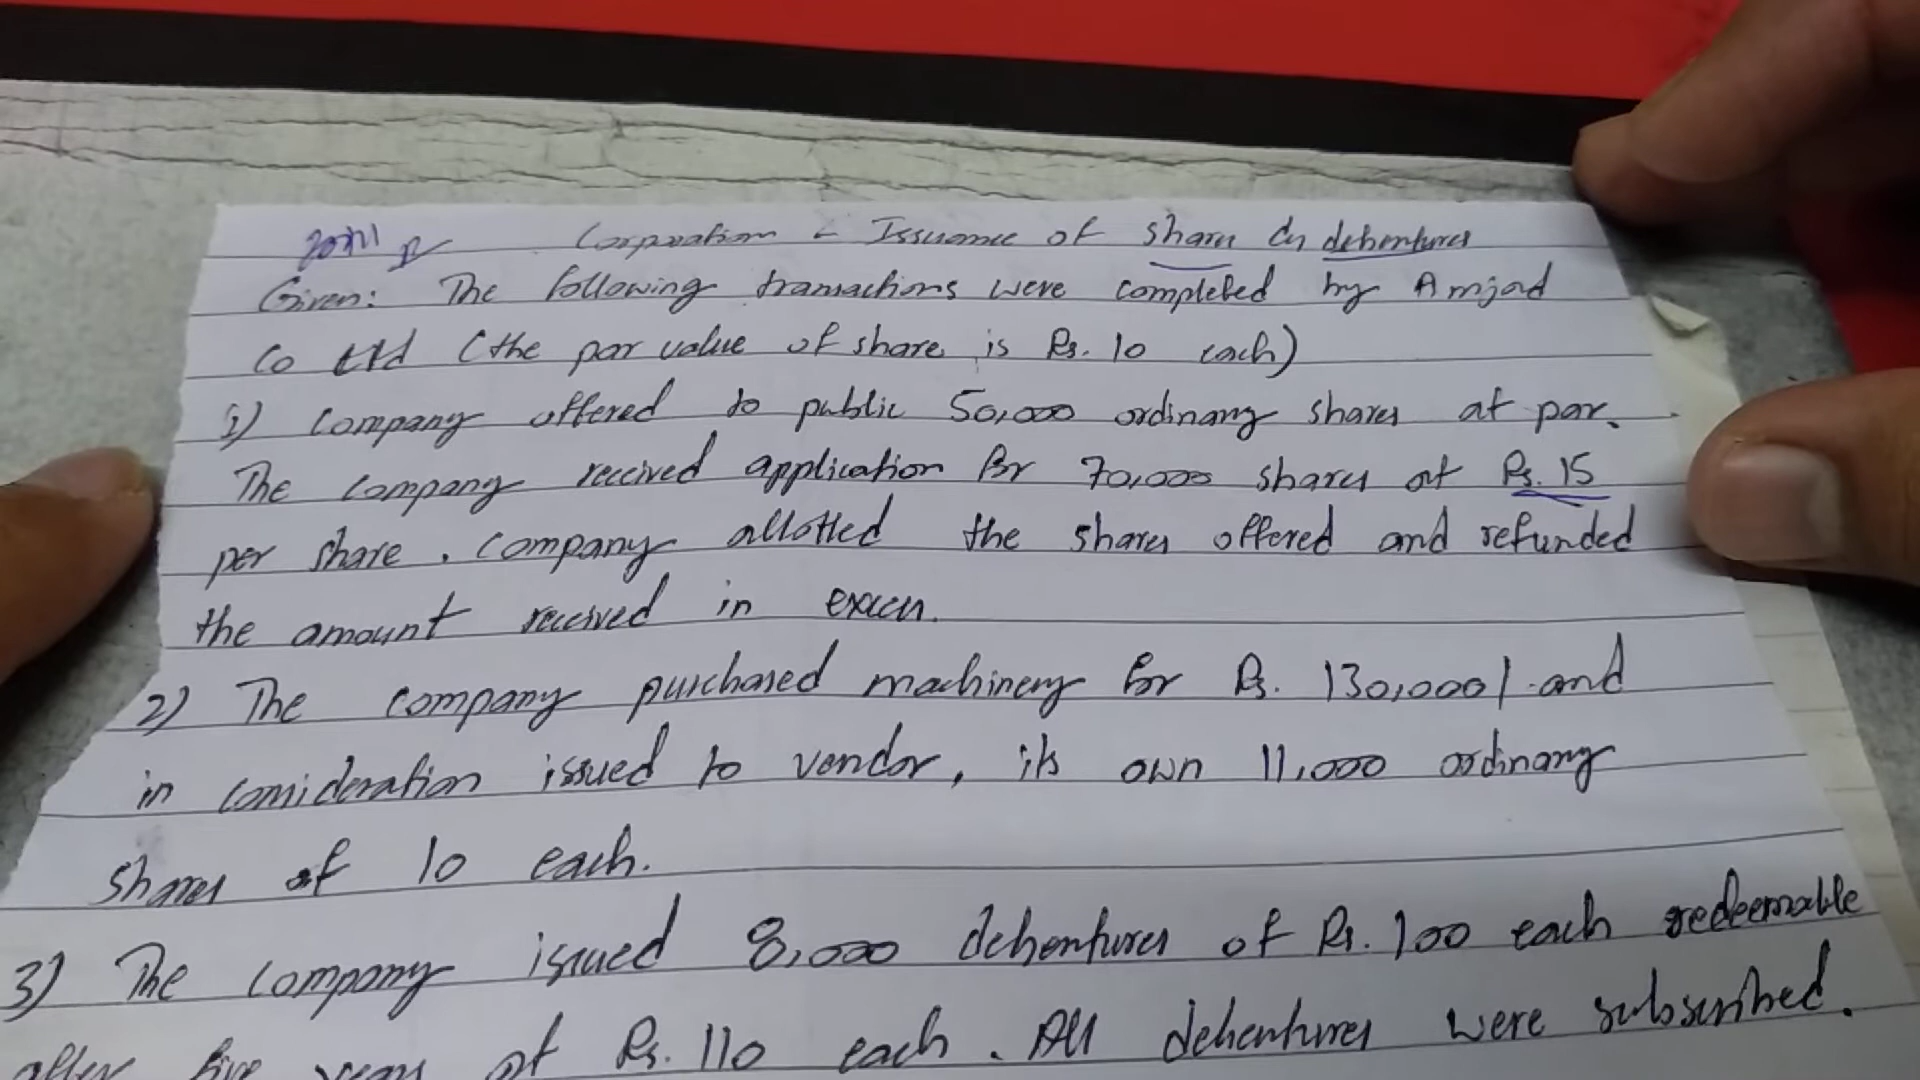 Corporation - Issuance of shares & debentures
Given: The following transactions were completed by Amjad
Co Ltd (the par value of share is Rs. 10 each)
1) Company offered to public 50,000 ordinary shares at par.
The company received application for 70,000 shares at Rs. 15
per share. Company allotted the shares offered and refunded
the amount received in excess.
2) The company purchased machinery for Rs. 130,000/- and
in consideration issued to vendor, its own 11,000 ordinary
shares of 10 each.
3) The company issued 8,000 debentures of Rs. 100 each redeemable
after five years at Rs. 110 each. All debentures were subscribed.